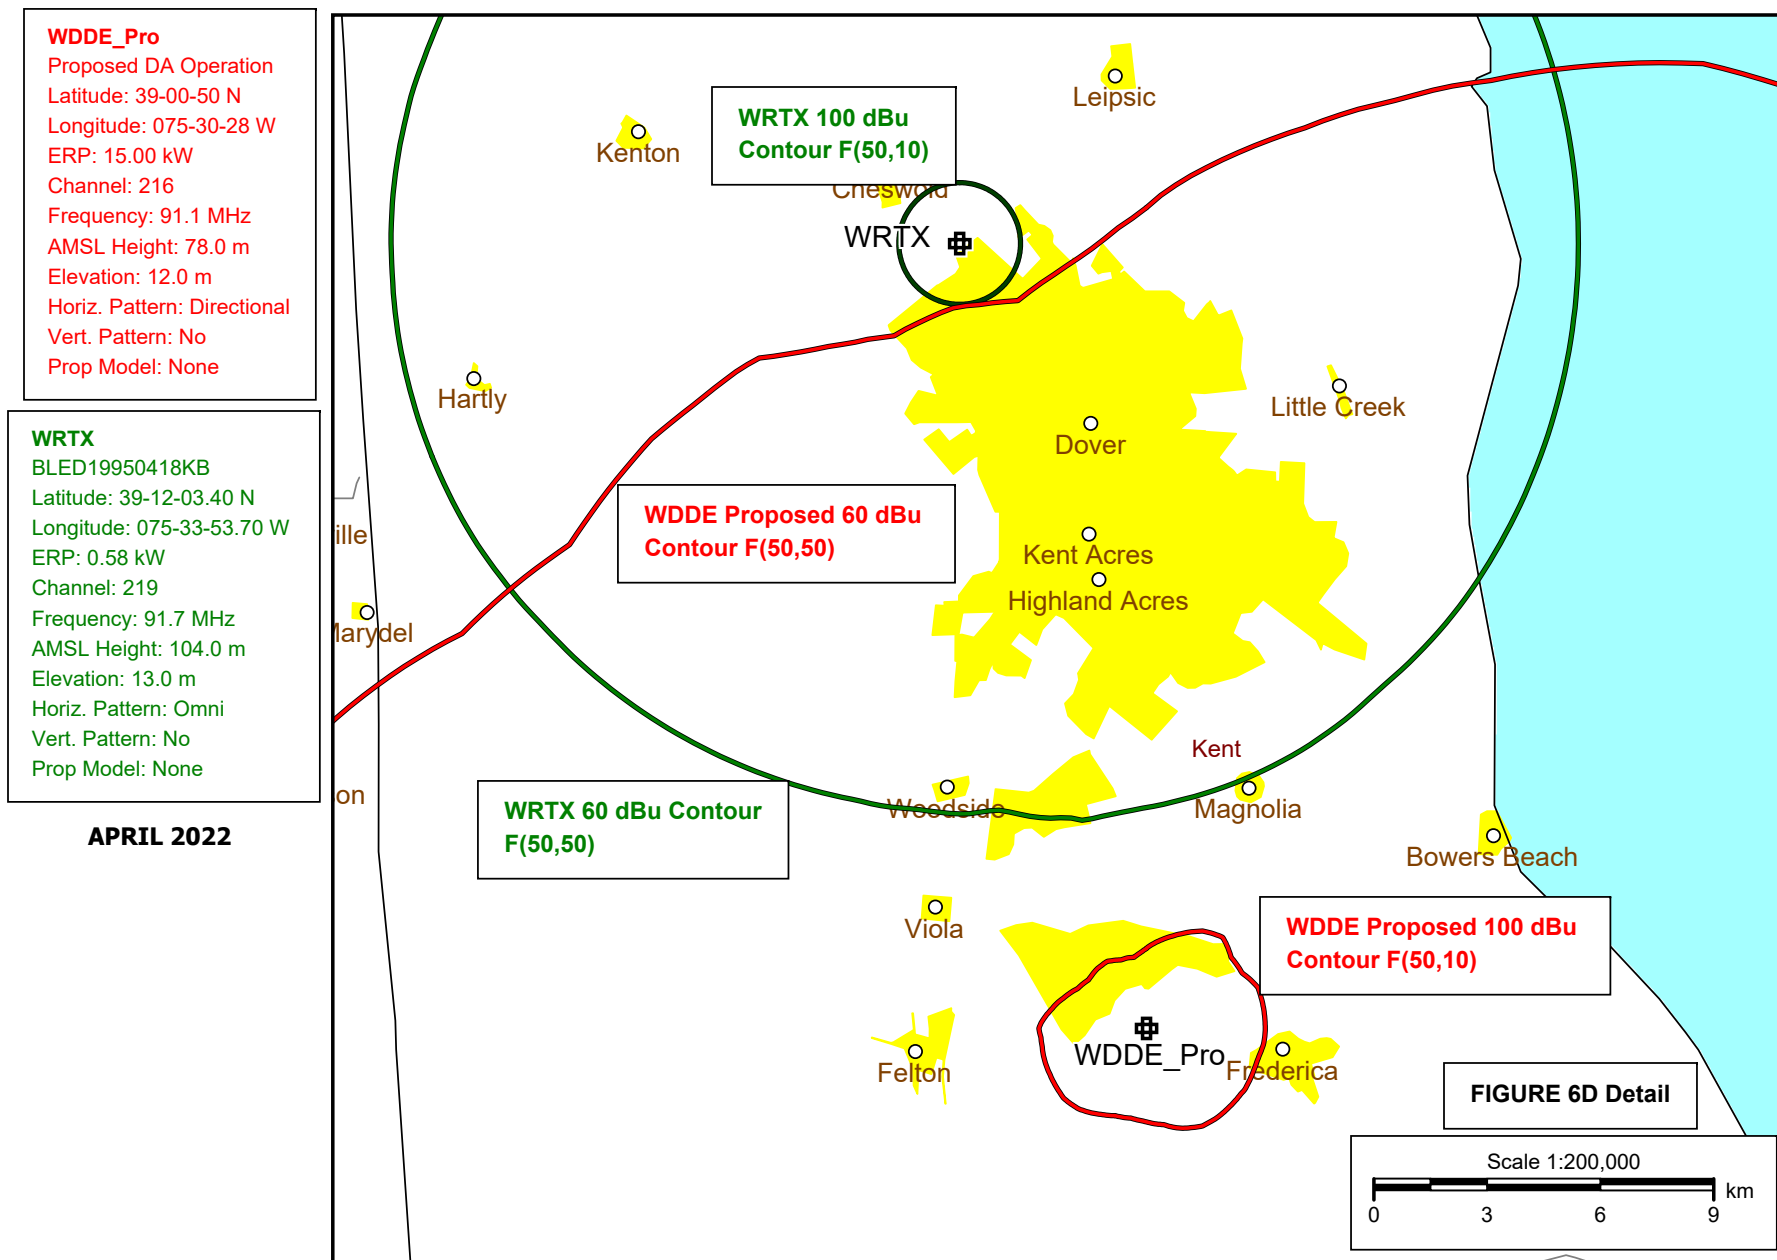 WDDE_Pro
Proposed DA Operation
Latitude: 39-00-50 N
Longitude: 075-30-28 W
ERP: 15.00 kW
Channel: 216
Frequency: 91.1 MHz
AMSL Height: 78.0 m
Elevation: 12.0 m
Horiz. Pattern: Directional
Vert. Pattern: No
Prop Model: None
WRTX
BLED19950418KB
Latitude: 39-12-03.40 N
Longitude: 075-33-53.70 W
ERP: 0.58 kW
Channel: 219
Frequency: 91.7 MHz
AMSL Height: 104.0 m
Elevation: 13.0 m
Horiz. Pattern: Omni
Vert. Pattern: No
Prop Model: None
APRIL 2022
Leipsic
WRTX 100 dBu
Contour F(50,10)
Kenton
Cheswold
WRTX
Hartly
Little Creek
Dover
WDDE Proposed 60 dBu
Contour F(50,50)
ille
Kent Acres
Highland Acres
Marydel
Kent
on
Woodside
Magnolia
WRTX 60 dBu Contour
F(50,50)
Bowers Beach
Viola
WDDE Proposed 100 dBu
Contour F(50,10)
WDDE_Pro
Felton
Frederica
FIGURE 6D Detail
Scale 1:200,000
km
0 3 6 9